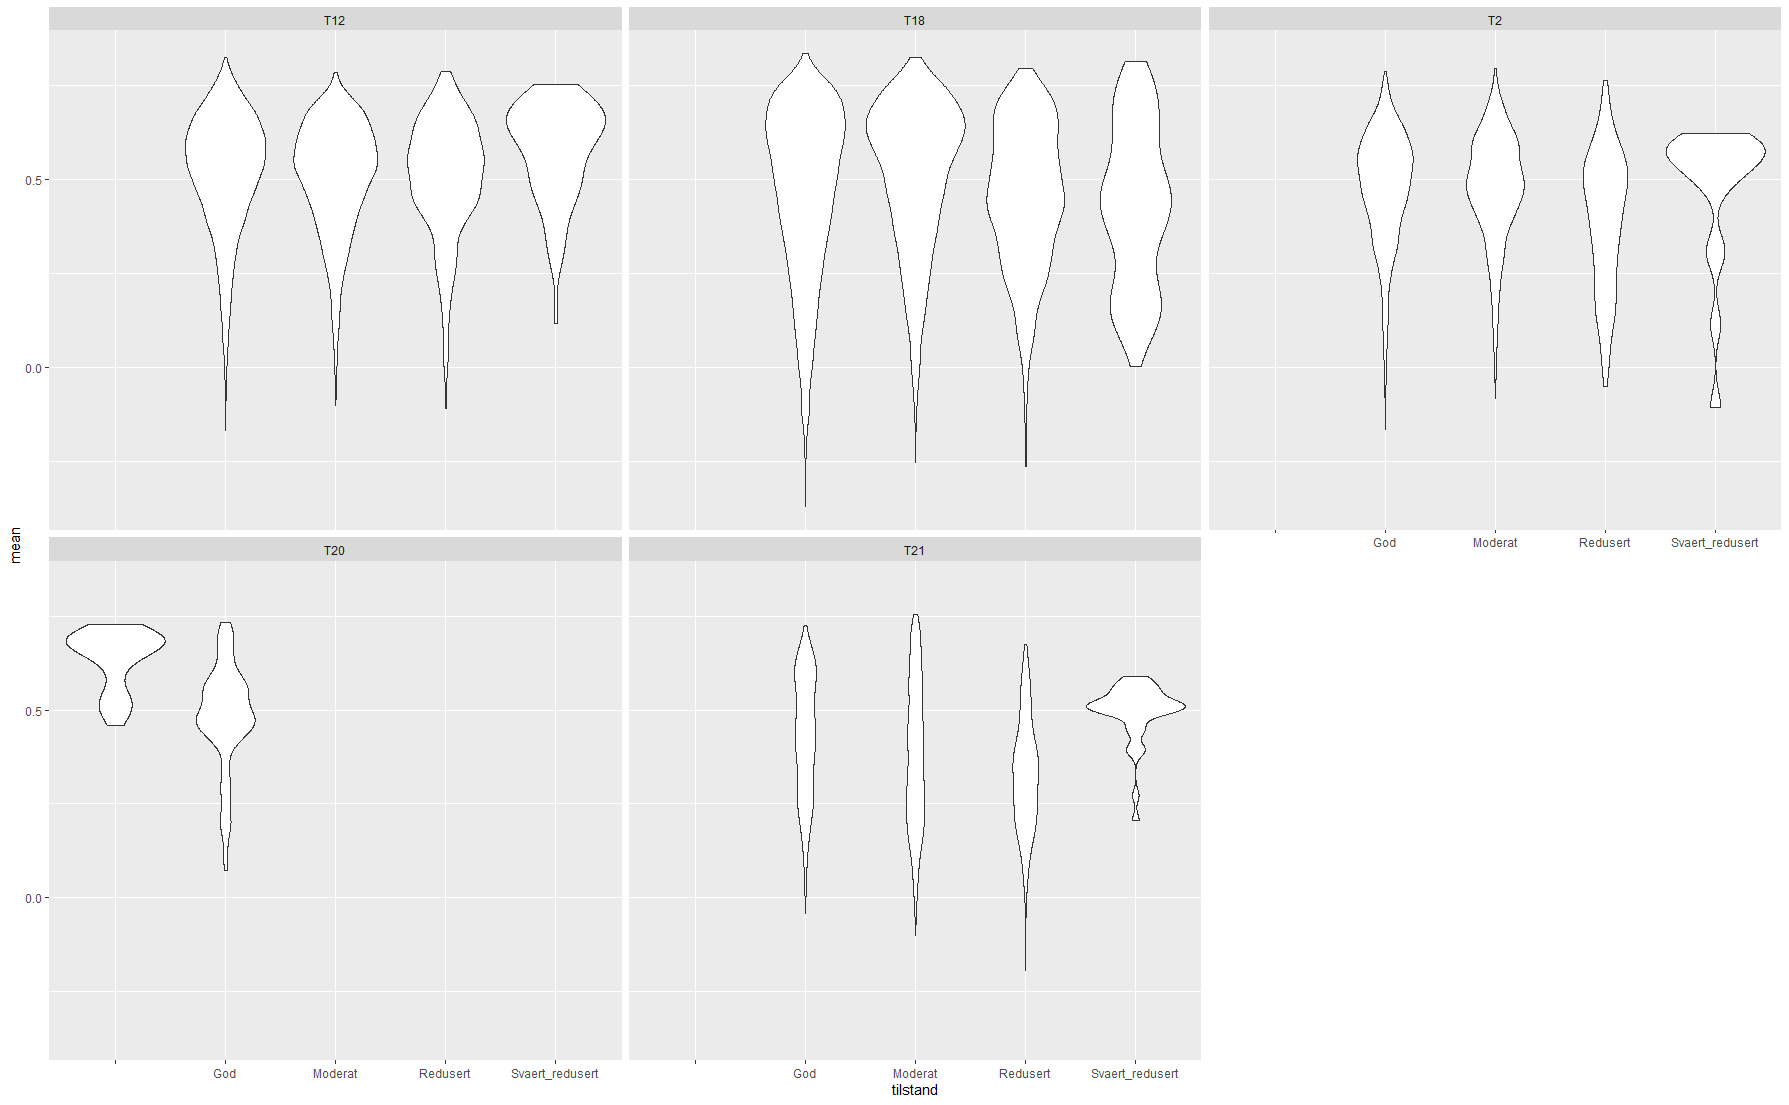 T12
T18
T2
0.5
0.0
God
Moderat
Redusert
Svaert_redusert
mean
T20
T21
0.5
0.0
God
Moderat
Redusert
Svaert_redusert
God
Moderat
Redusert
Svaert_redusert
tilstand